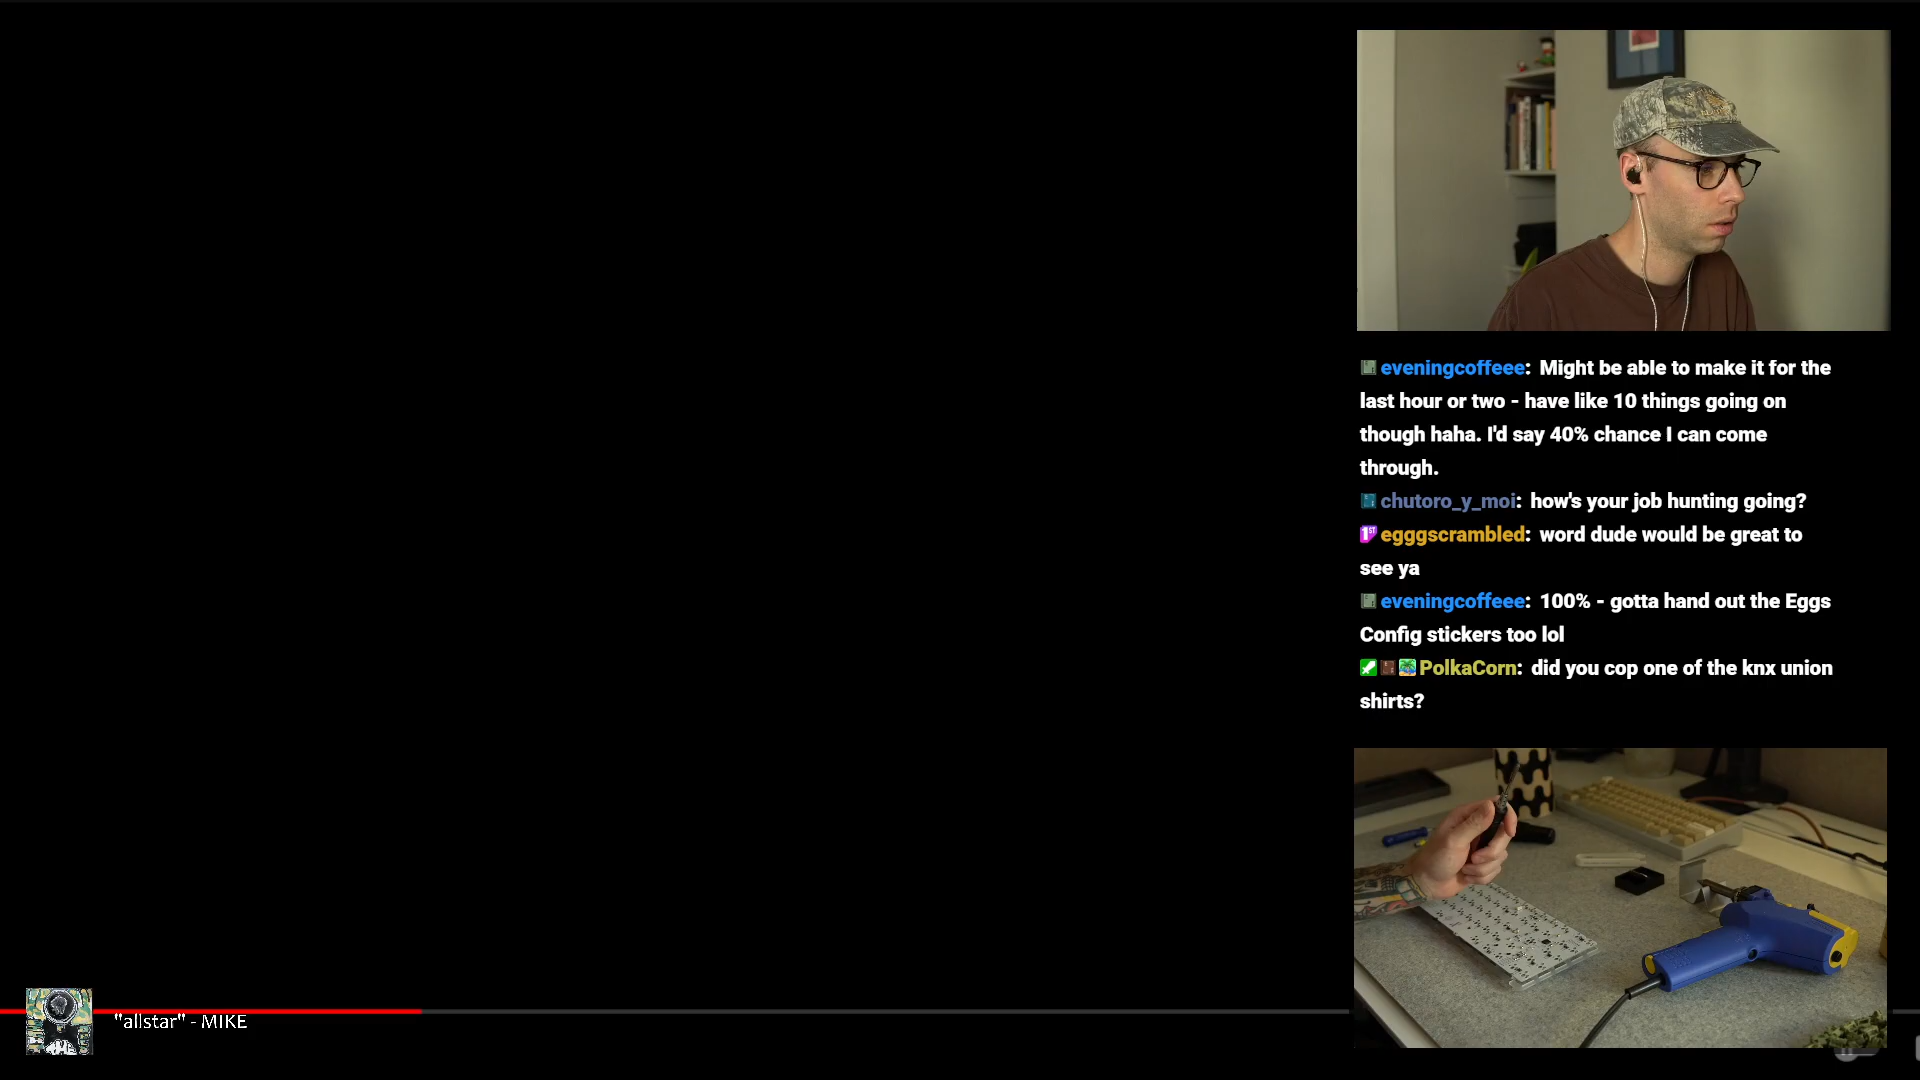 eveningcoffeee: Might be able to make it for the
last hour or two - have like 10 things going on
though haha. I'd say 40% chance I can come
through.
chutoro_y_moi: how's your job hunting going?
1ST egggscrambled: word dude would be great to
see ya
eveningcoffeee: 100% - gotta hand out the Eggs
Config stickers too lol
PolkaCorn: did you cop one of the knx union
shirts?
"allstar" - MIKE